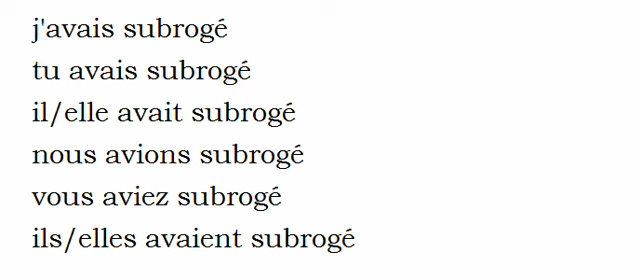 j'avais subrogé
tu avais subrogé
il/elle avait subrogé
nous avions subrogé
vous aviez subrogé
ils/elles avaient subrogé